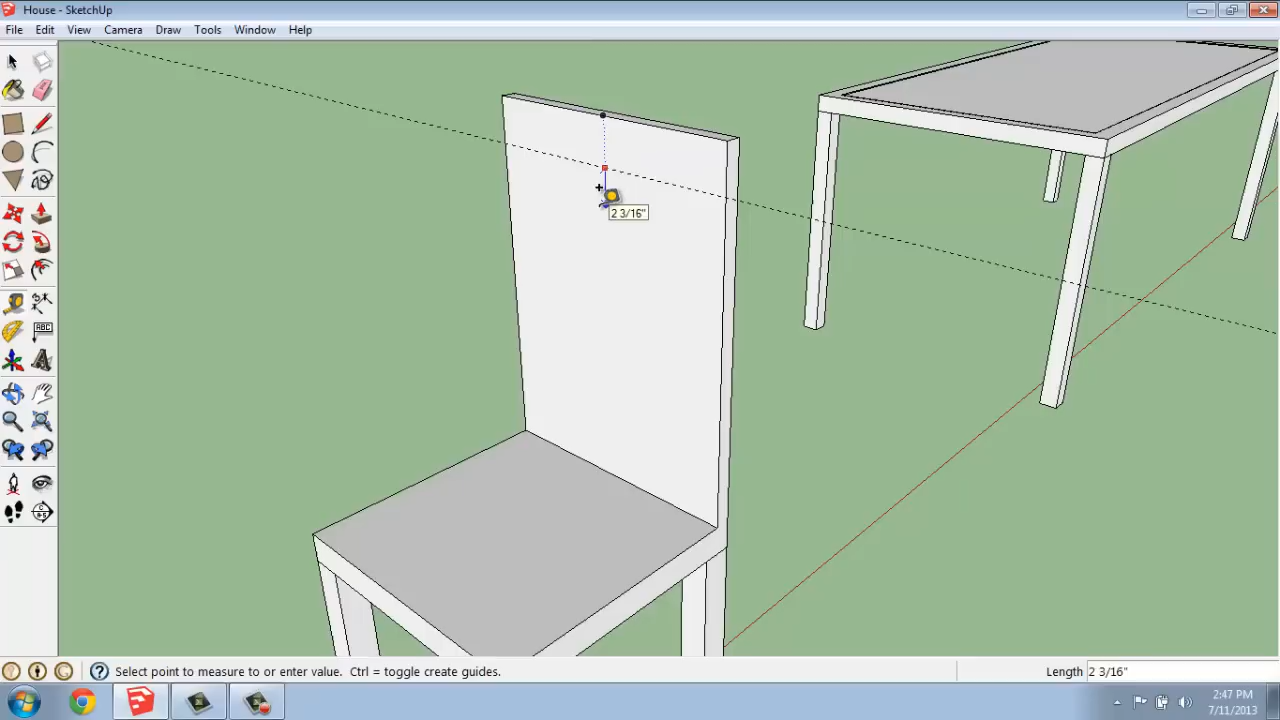 House - SketchUp
File Edit View Camera Draw Tools Window Help
2 3/16"
ABC
A
Select point to measure to or enter value. Ctrl = toggle create guides.
Length 2 3/16"
2:47 PM
7/11/2013